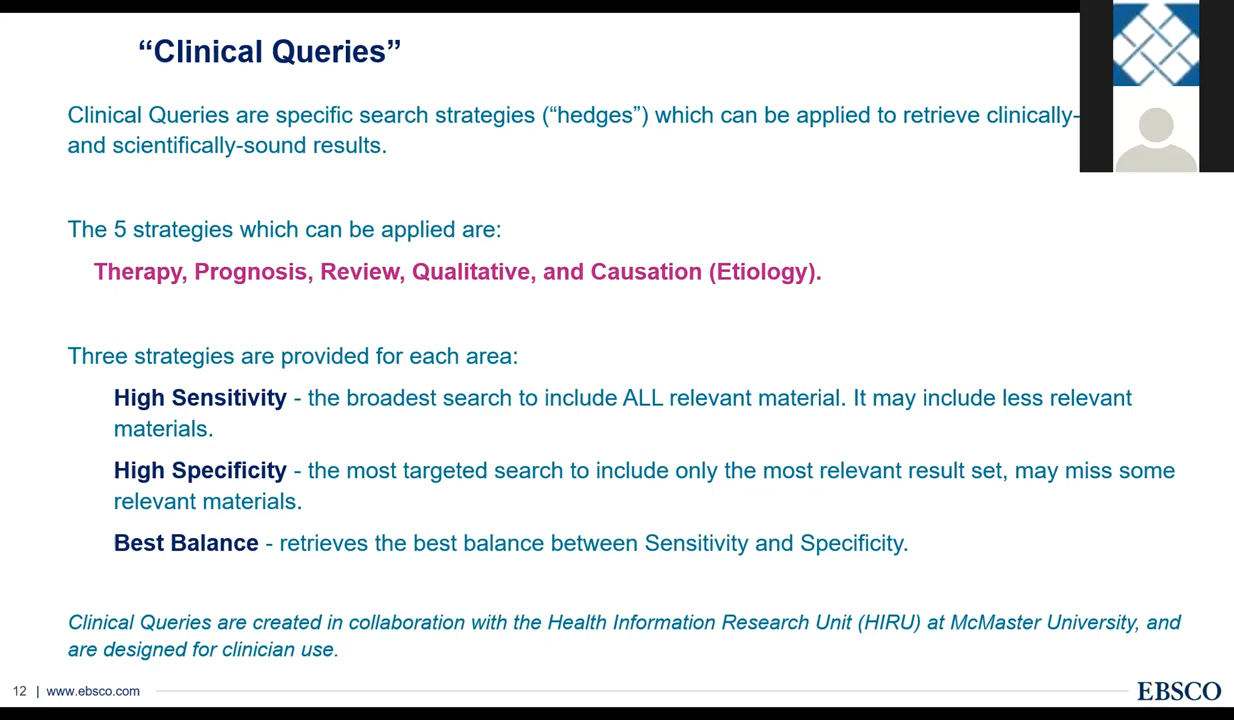 “Clinical Queries”
Clinical Queries are specific search strategies (“hedges”) which can be applied to retrieve clinically-
and scientifically-sound results.
The 5 strategies which can be applied are:
Therapy, Prognosis, Review, Qualitative, and Causation (Etiology).
Three strategies are provided for each area:
High Sensitivity - the broadest search to include ALL relevant material. It may include less relevant
materials.
High Specificity - the most targeted search to include only the most relevant result set, may miss some
relevant materials.
Best Balance - retrieves the best balance between Sensitivity and Specificity.
Clinical Queries are created in collaboration with the Health Information Research Unit (HIRU) at McMaster University, and
are designed for clinician use.
12 | www.ebsco.com
EBSCO